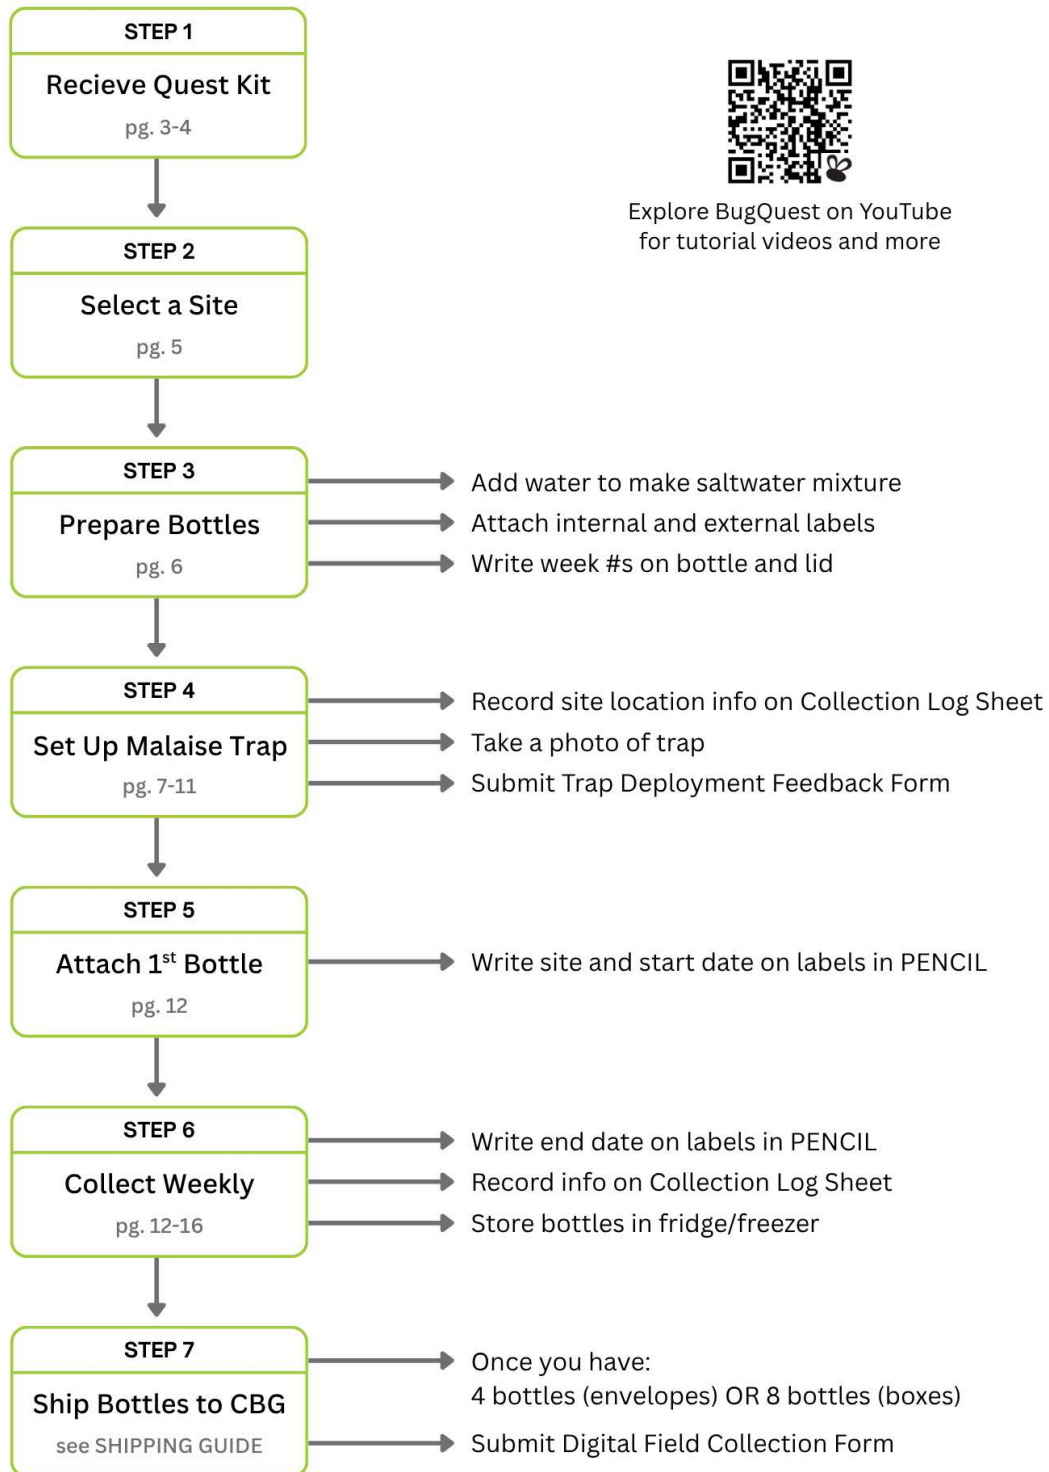 STEP 1
Recieve Quest Kit
pg. 3-4
Explore BugQuest on YouTube
for tutorial videos and more
STEP 2
Select a Site
pg. 5
STEP 3
Prepare Bottles
pg. 6
Add water to make saltwater mixture
Attach internal and external labels
Write week #s on bottle and lid
STEP 4
Set Up Malaise Trap
pg. 7-11
Record site location info on Collection Log Sheet
Take a photo of trap
Submit Trap Deployment Feedback Form
STEP 5
Attach 1st Bottle
pg. 12
Write site and start date on labels in PENCIL
STEP 6
Collect Weekly
pg. 12-16
Write end date on labels in PENCIL
Record info on Collection Log Sheet
Store bottles in fridge/freezer
STEP 7
Ship Bottles to CBG
see SHIPPING GUIDE
Once you have:
4 bottles (envelopes) OR 8 bottles (boxes)
Submit Digital Field Collection Form